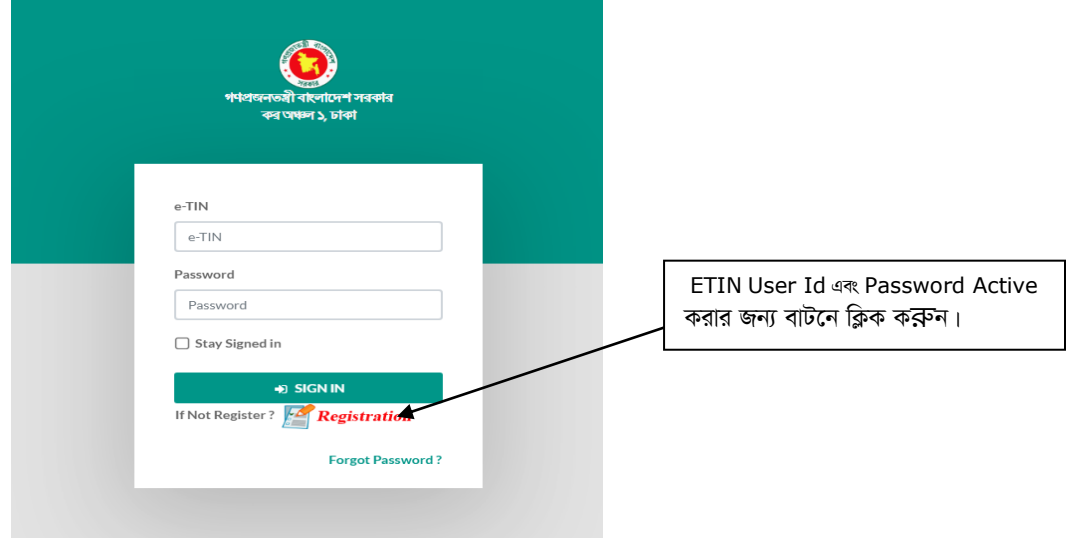 গণপ্রজাতন্ত্রী বাংলাদেশ সরকার
কর অঞ্চল ১, ঢাকা
e-TIN
e-TIN
Password
Password
Stay Signed in
SIGN IN
If Not Register ? Registration
Forgot Password ?
ETIN User Id এবং Password Active
করার জন্য বাটনে ক্লিক করুন।